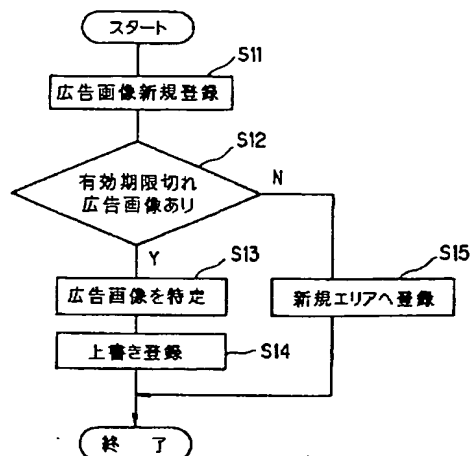 スタート
S11
広告画像新規登録
S12
有効期限切れ
広告画像あり
N
Y
S13
S15
広告画像を特定
新規エリアへ登録
上書き登録
S14
終 了